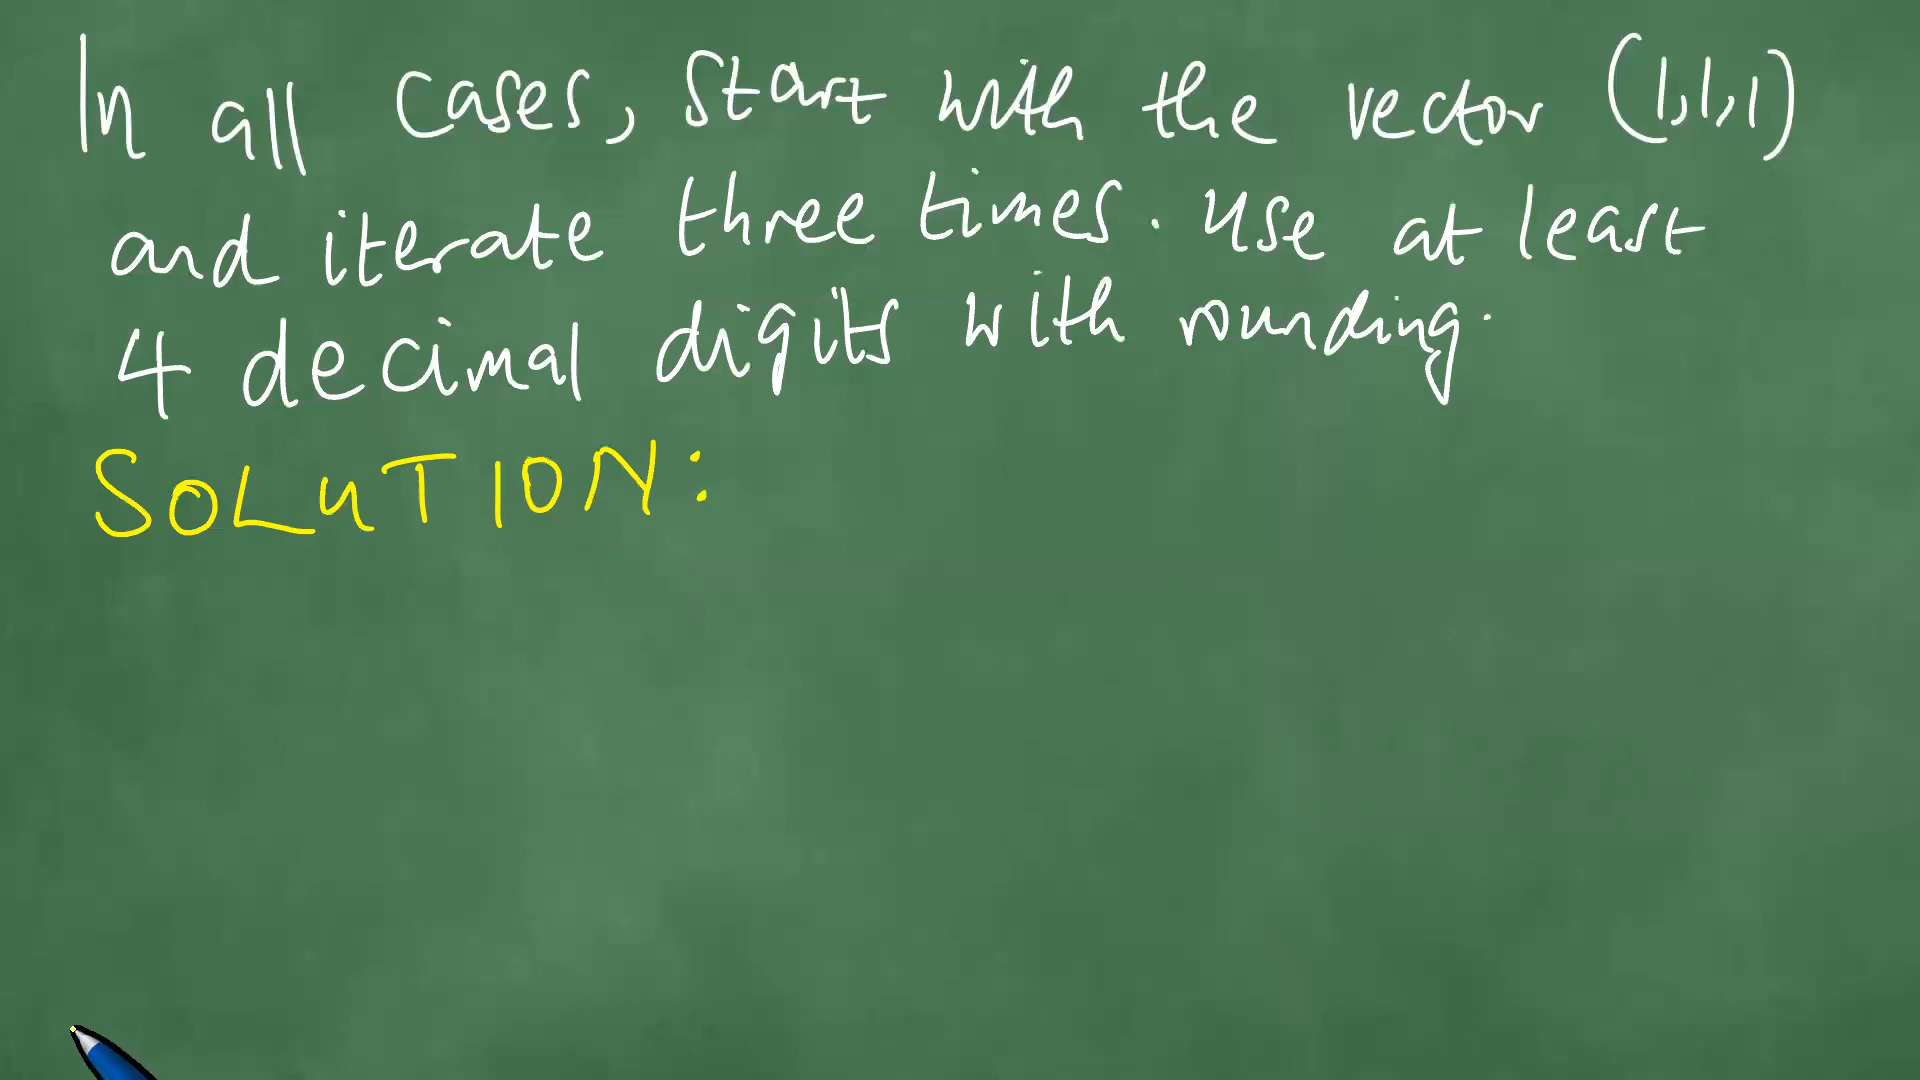 In all cases, start with the vector (1,1,1)
and iterate three times. Use at least
4 decimal digits with rounding.
SOLUTION: